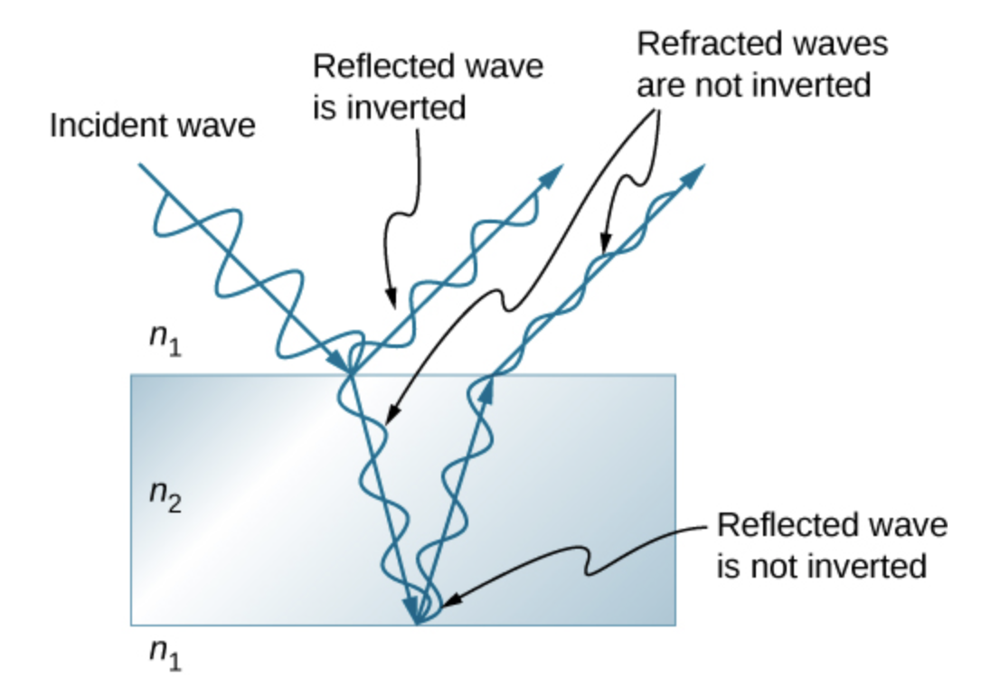 Refracted waves
are not inverted
Reflected wave
is inverted
Incident wave
n₁
n₂
Reflected wave
is not inverted
n₁